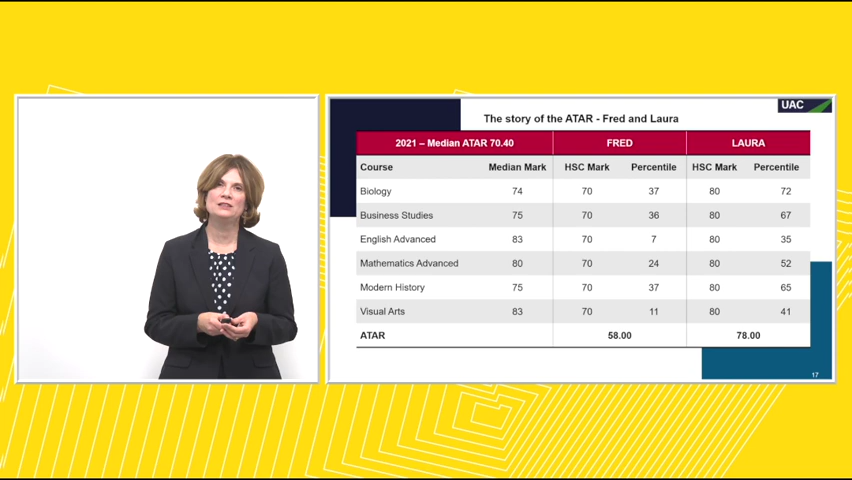 UAC
The story of the ATAR - Fred and Laura
2021 – Median ATAR 70.40 FRED LAURA
Course Median Mark HSC Mark Percentile HSC Mark Percentile
Biology 74 70 37 80 72
Business Studies 75 70 36 80 67
English Advanced 83 70 7 80 35
Mathematics Advanced 80 70 24 80 52
Modern History 75 70 37 80 65
Visual Arts 83 70 11 80 41
ATAR 58.00 78.00
17